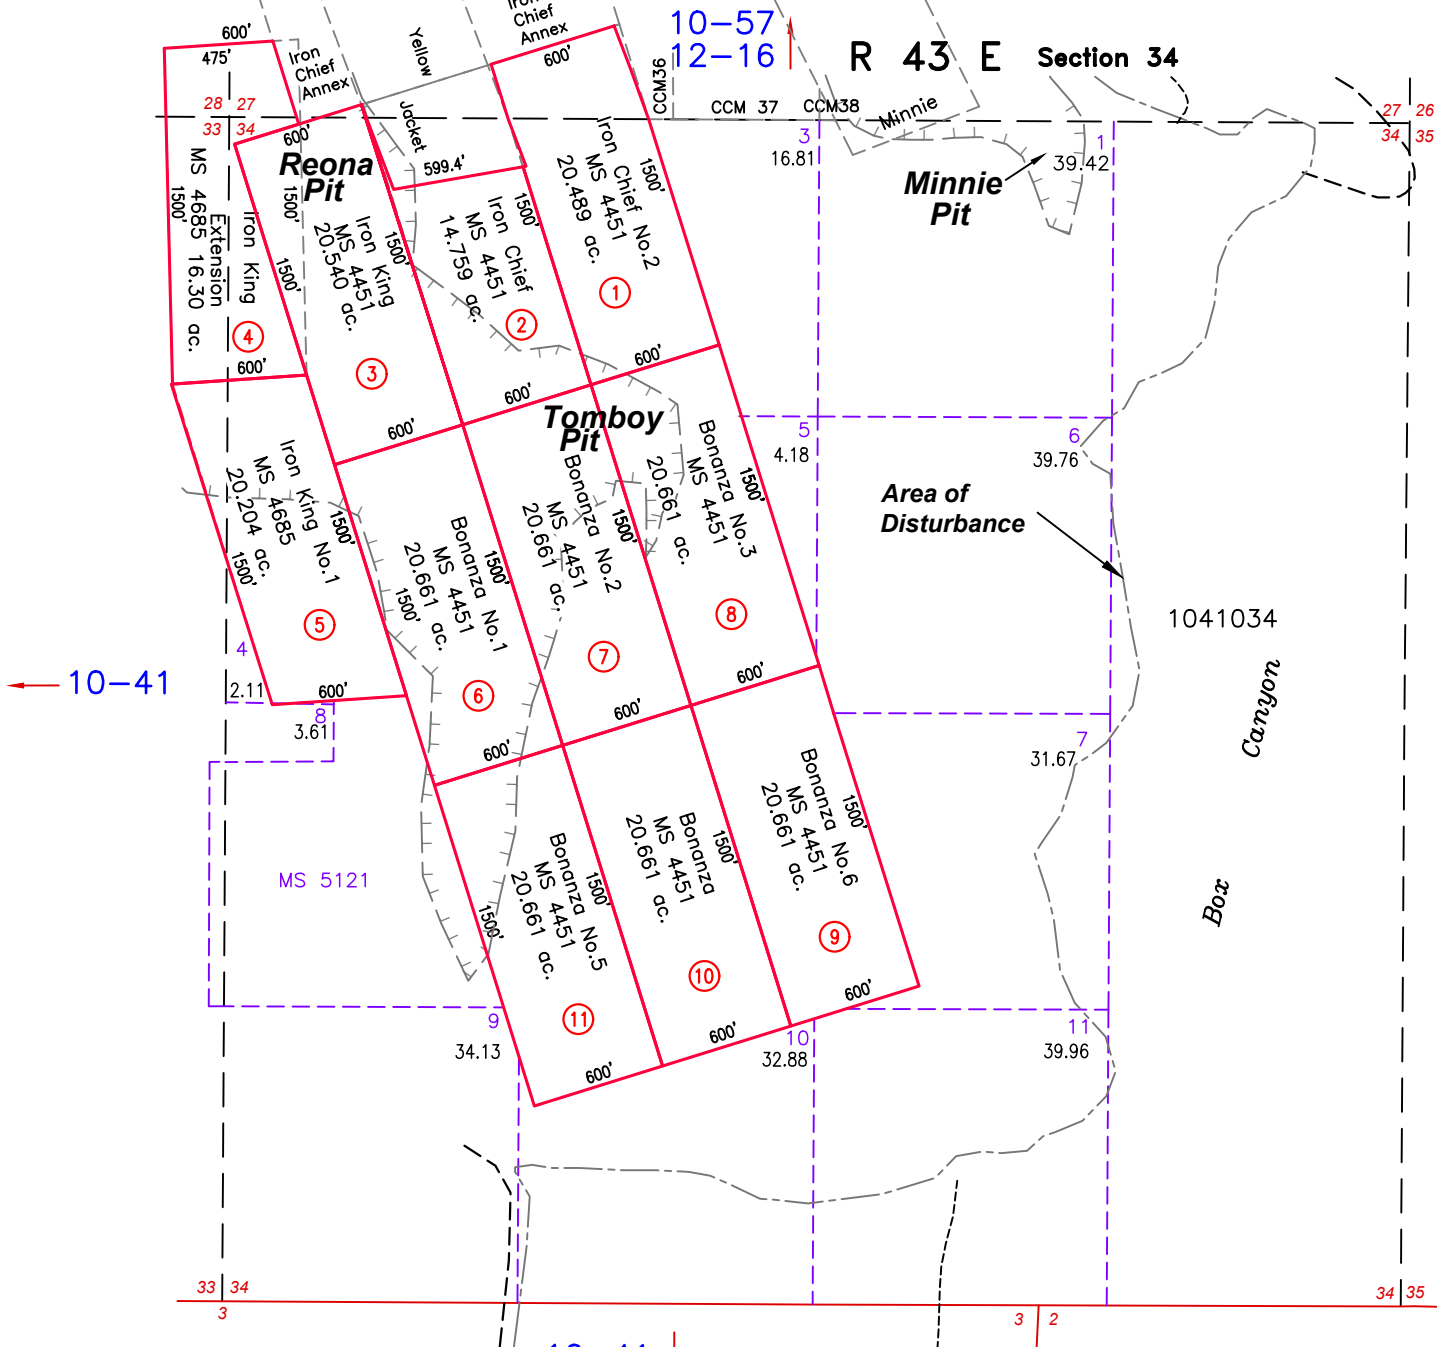 600'
475'
Iron
Chief
Annex
Yellow
Jacket
Iron
Chief
Annex
600'
10-57
12-16
R 43 E
Section 34
CCM36
CCM 37
CCM38
Minnie
28 27
33 34
27 26
34 35
600'
Reona
Pit
599.4'
3
16.81
1
39.42
Minnie
Pit
MS 4685 16.30 ac.
Extension
Iron King
1500'
1500'
1500'
4
600'
Iron King
MS 4451
20.540 ac.
1500'
3
600'
Iron Chief
MS 4451
14.759 ac.
1500'
2
600'
Iron Chief No.2
MS 4451
20.489 ac.
1500'
1
600'
Tomboy
Pit
5
4.18
6
39.76
Area of
Disturbance
1041034
Iron King No.1
MS 4685
20.204 ac.
1500'
1500'
5
600'
Bonanza No.1
MS 4451
20.661 ac.
1500'
1500'
6
600'
Bonanza No.2
MS 4451
20.661 ac.
1500'
7
600'
Bonanza No.3
MS 4451
20.661 ac.
1500'
8
600'
4
2.11
10-41
8
3.61
7
31.67
Canyon
Box
MS 5121
Bonanza No.5
MS 4451
20.661 ac.
1500'
1500'
11
600'
Bonanza
MS 4451
20.661 ac.
1500'
10
600'
Bonanza No.6
MS 4451
20.661 ac.
1500'
9
600'
9
34.13
10
32.88
11
39.96
33 34
3
3 2
34 35